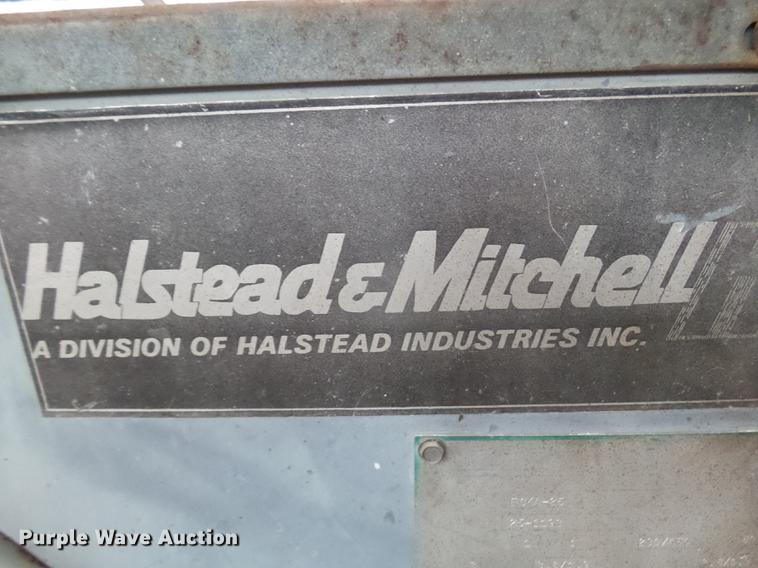 Halstead & Mitchell
A DIVISION OF HALSTEAD INDUSTRIES INC.
Purple Wave Auction